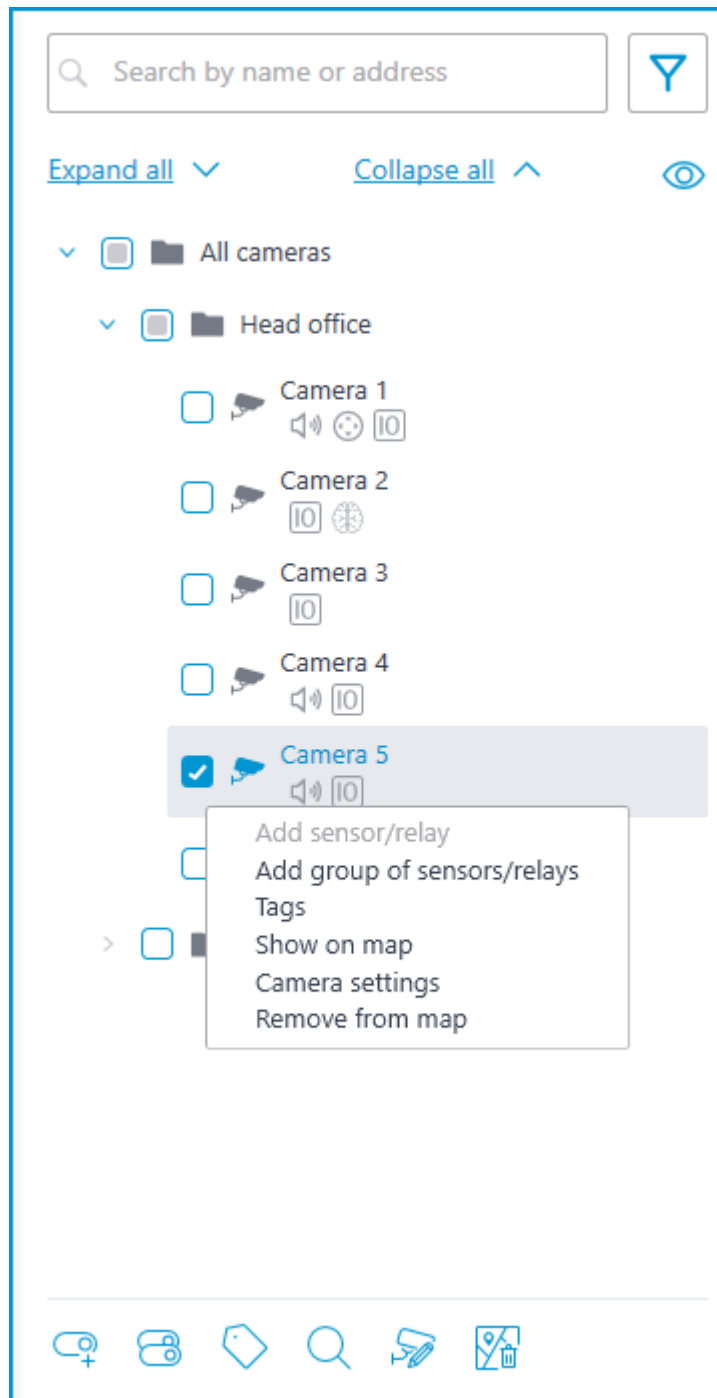 Search by name or address
Expand all
Collapse all
All cameras
Head office
Camera 1
IO
Camera 2
IO
Camera 3
IO
Camera 4
IO
Camera 5
IO
Add sensor/relay
Add group of sensors/relays
Tags
Show on map
Camera settings
Remove from map